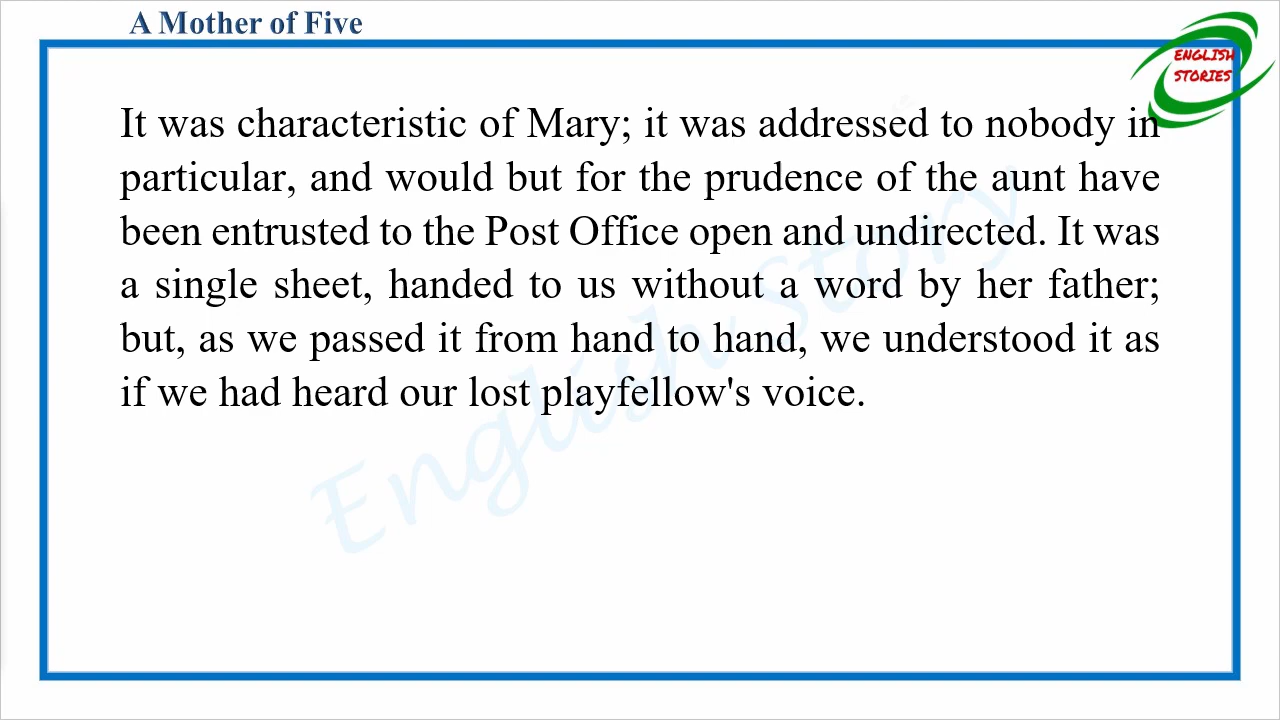 A Mother of Five
ENGLISH
STORIES
It was characteristic of Mary; it was addressed to nobody in
particular, and would but for the prudence of the aunt have
been entrusted to the Post Office open and undirected. It was
a single sheet, handed to us without a word by her father;
but, as we passed it from hand to hand, we understood it as
if we had heard our lost playfellow's voice.
English Story